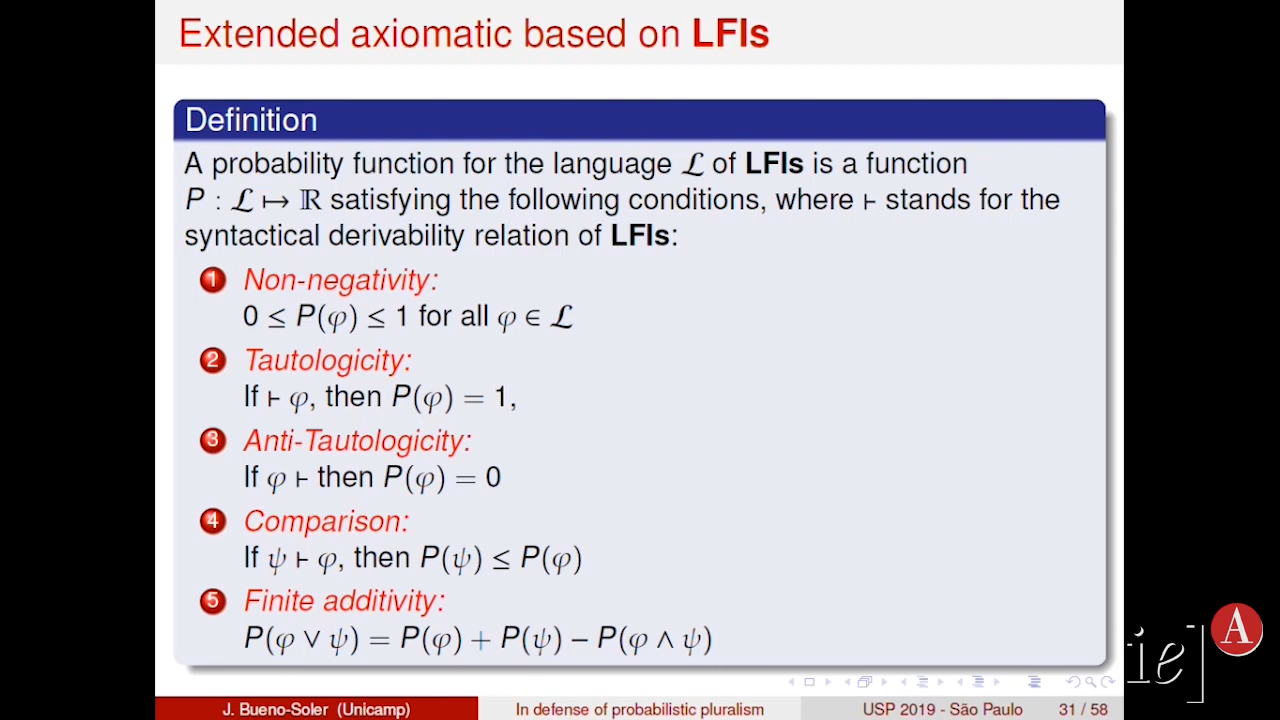 Extended axiomatic based on LFIs
Definition
A probability function for the language ℒ of LFIs is a function
P : ℒ ↦ ℝ satisfying the following conditions, where ⊢ stands for the
syntactical derivability relation of LFIs:
1 Non-negativity:
0 ≤ P(φ) ≤ 1 for all φ ∈ ℒ
2 Tautologicity:
If ⊢ φ, then P(φ) = 1,
3 Anti-Tautologicity:
If φ ⊢ then P(φ) = 0
4 Comparison:
If ψ ⊢ φ, then P(ψ) ≤ P(φ)
5 Finite additivity:
P(φ ∨ ψ) = P(φ) + P(ψ) − P(φ ∧ ψ)
A
ie]
J. Bueno-Soler (Unicamp) In defense of probabilistic pluralism USP 2019 - São Paulo 31 / 58